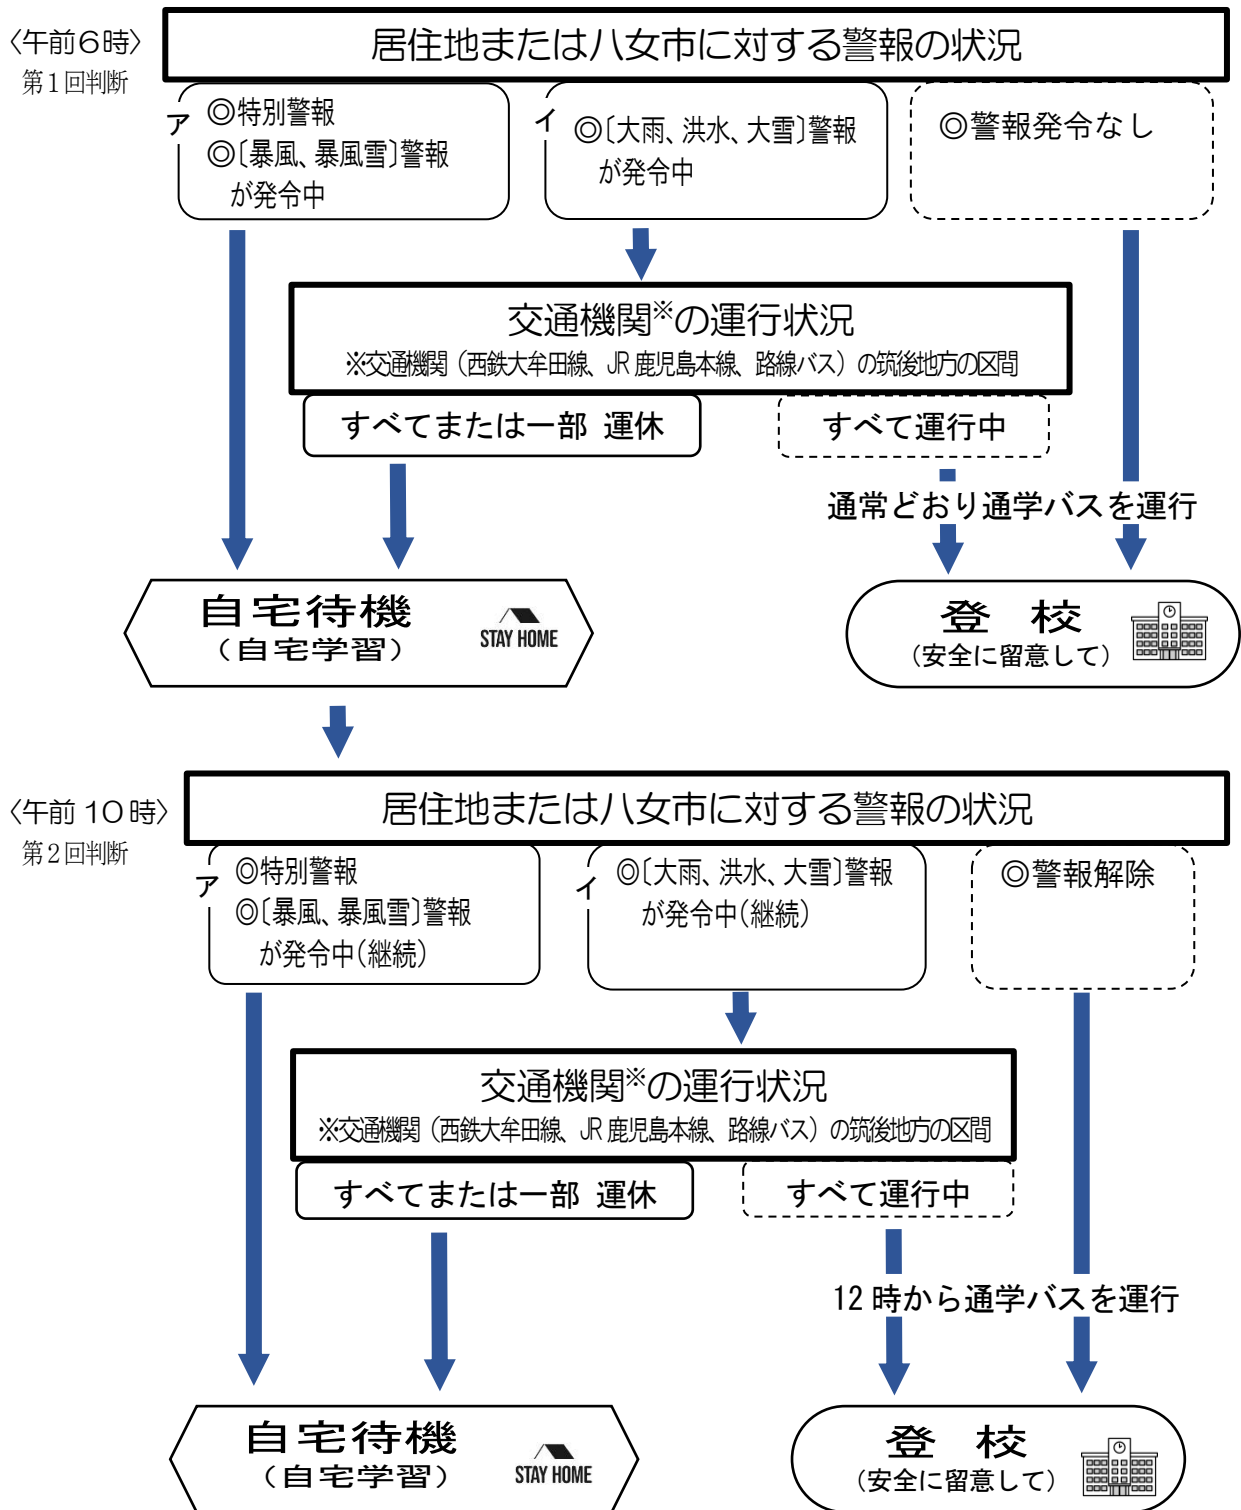 〈午前6時〉
第1回判断
居住地または八女市に対する警報の状況
ア
◎特別警報
◎〔暴風、暴風雪〕警報
が発令中
イ
◎〔大雨、洪水、大雪〕警報
が発令中
◎警報発令なし
交通機関※の運行状況
※交通機関（西鉄大牟田線、JR鹿児島本線、路線バス）の筑後地方の区間
すべてまたは一部 運休
すべて運行中
通常どおり通学バスを運行
自宅待機
（自宅学習）
STAY HOME
登 校
（安全に留意して）
〈午前10時〉
第2回判断
居住地または八女市に対する警報の状況
ア
◎特別警報
◎〔暴風、暴風雪〕警報
が発令中（継続）
イ
◎〔大雨、洪水、大雪〕警報
が発令中（継続）
◎警報解除
交通機関※の運行状況
※交通機関（西鉄大牟田線、JR鹿児島本線、路線バス）の筑後地方の区間
すべてまたは一部 運休
すべて運行中
12時から通学バスを運行
自宅待機
（自宅学習）
STAY HOME
登 校
（安全に留意して）